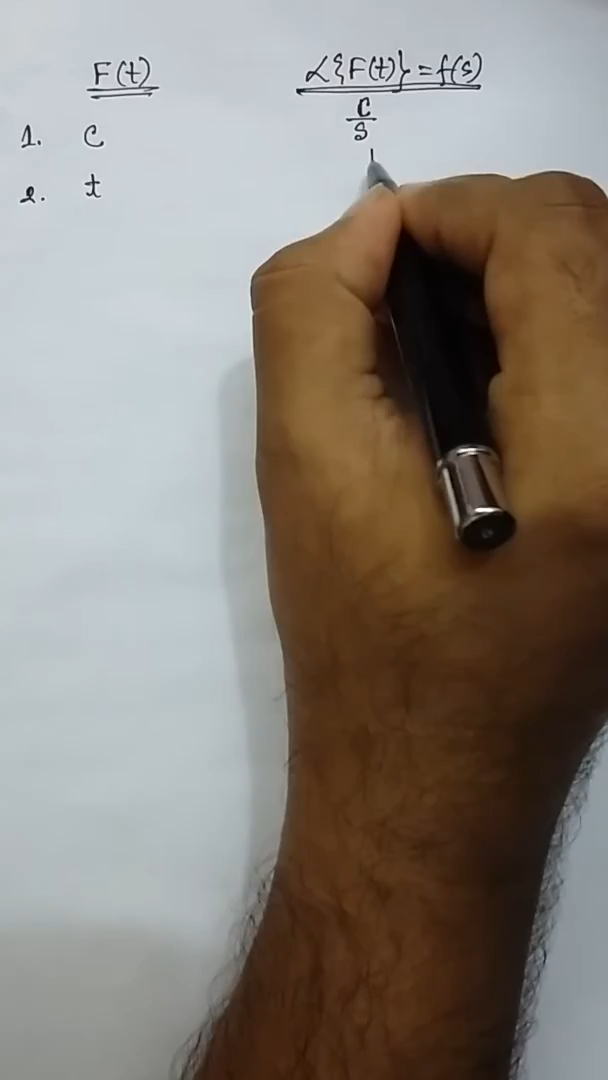 F(t) ℒ{F(t)} = f(s)
1. c c/s
2. t